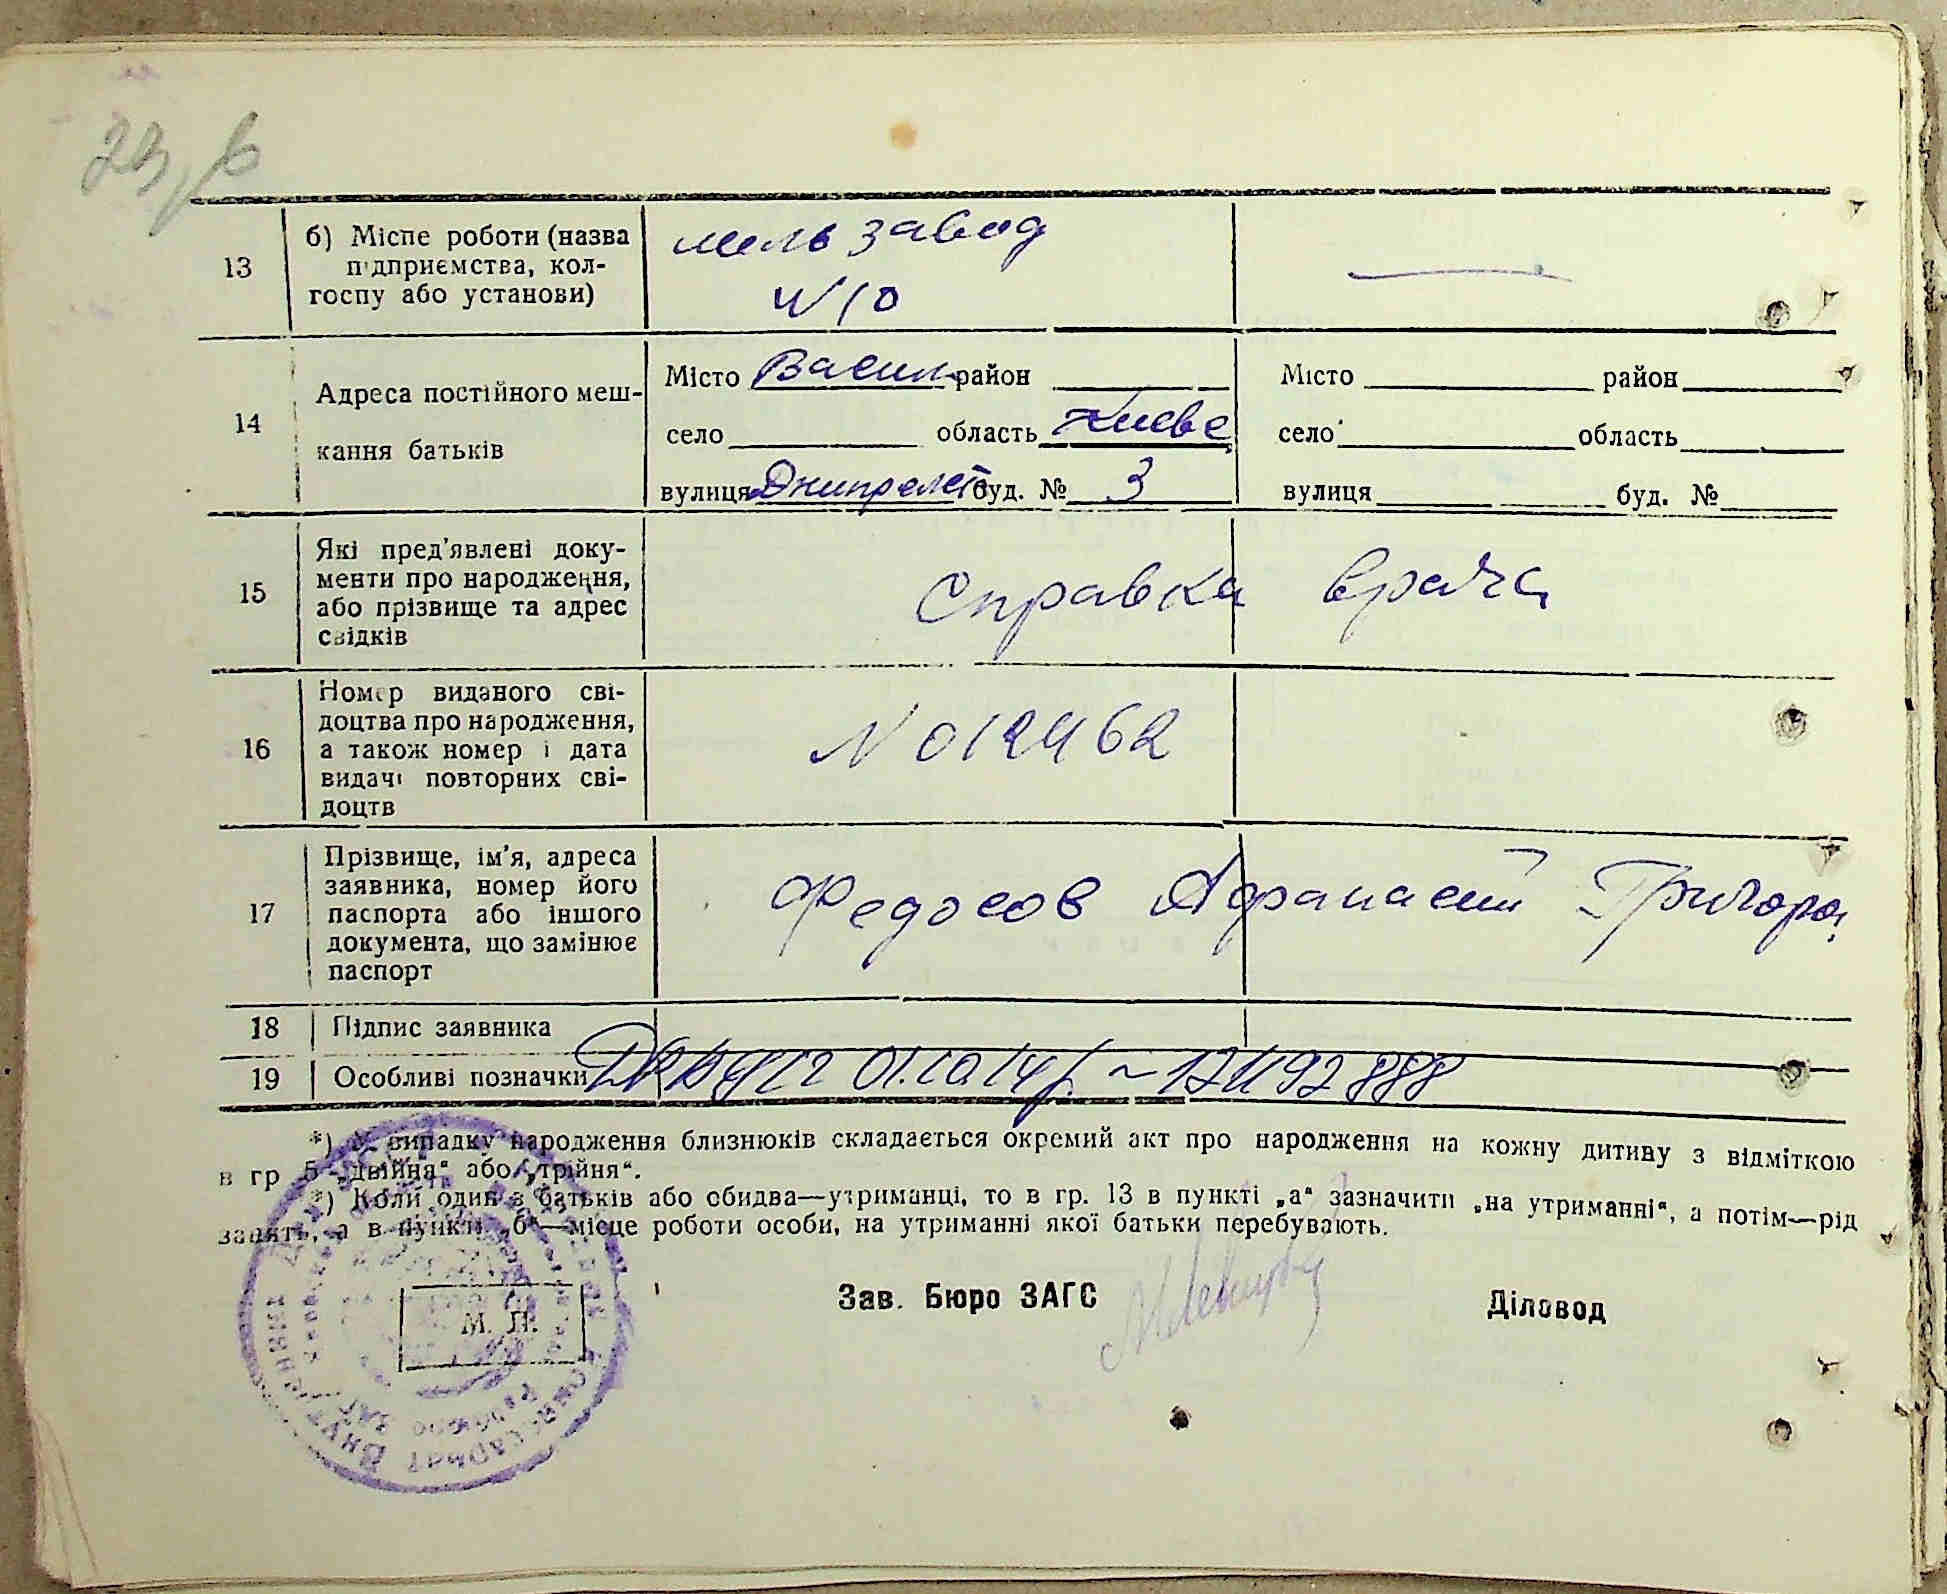 23,б
13
б) Місце роботи (назва
підприємства, кол-
госпу або установи)
мель завод
№10
14
Адреса постійного меш-
кання батьків
Місто Васильк район
село область Києвс
вулиця буд. № 3
Місто район
село область
вулиця буд. №
15
Які пред'явлені доку-
менти про народження,
або прізвище та адрес
свідків
Справка врача
16
Номер виданого сві-
доцтва про народження,
а також номер і дата
видачі повторних сві-
доцтв
N 012462
17
Прізвище, ім'я, адреса
заявника, номер його
паспорта або іншого
документа, що замінює
паспорт
Федосов Афанасий Григор
18
Підпис заявника
19
Особливі позначки
01.10.14
*) У випадку народження близнюків складається окремий акт про народження на кожну дитину з відміткою
в гр 5 „двійня“ або „трійня“.
*) Коли один з батьків або обидва—утриманці, то в гр. 13 в пункті „а“ зазначити „на утриманні“, а потім—рід
занять, а в пункті „б“—місце роботи особи, на утриманні якої батьки перебувають.
М. П.
Зав. Бюро ЗАГС
Діловод